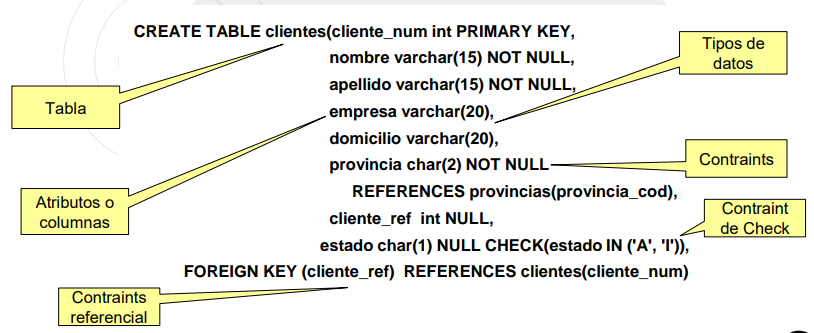 CREATE TABLE clientes(cliente_num int PRIMARY KEY,
nombre varchar(15) NOT NULL,
apellido varchar(15) NOT NULL,
empresa varchar(20),
domicilio varchar(20),
provincia char(2) NOT NULL
REFERENCES provincias(provincia_cod),
cliente_ref int NULL,
estado char(1) NULL CHECK(estado IN ('A', 'I')),
FOREIGN KEY (cliente_ref) REFERENCES clientes(cliente_num)
Tipos de
datos
Tabla
Contraints
Atributos o
columnas
Contraint
de Check
Contraints
referencial